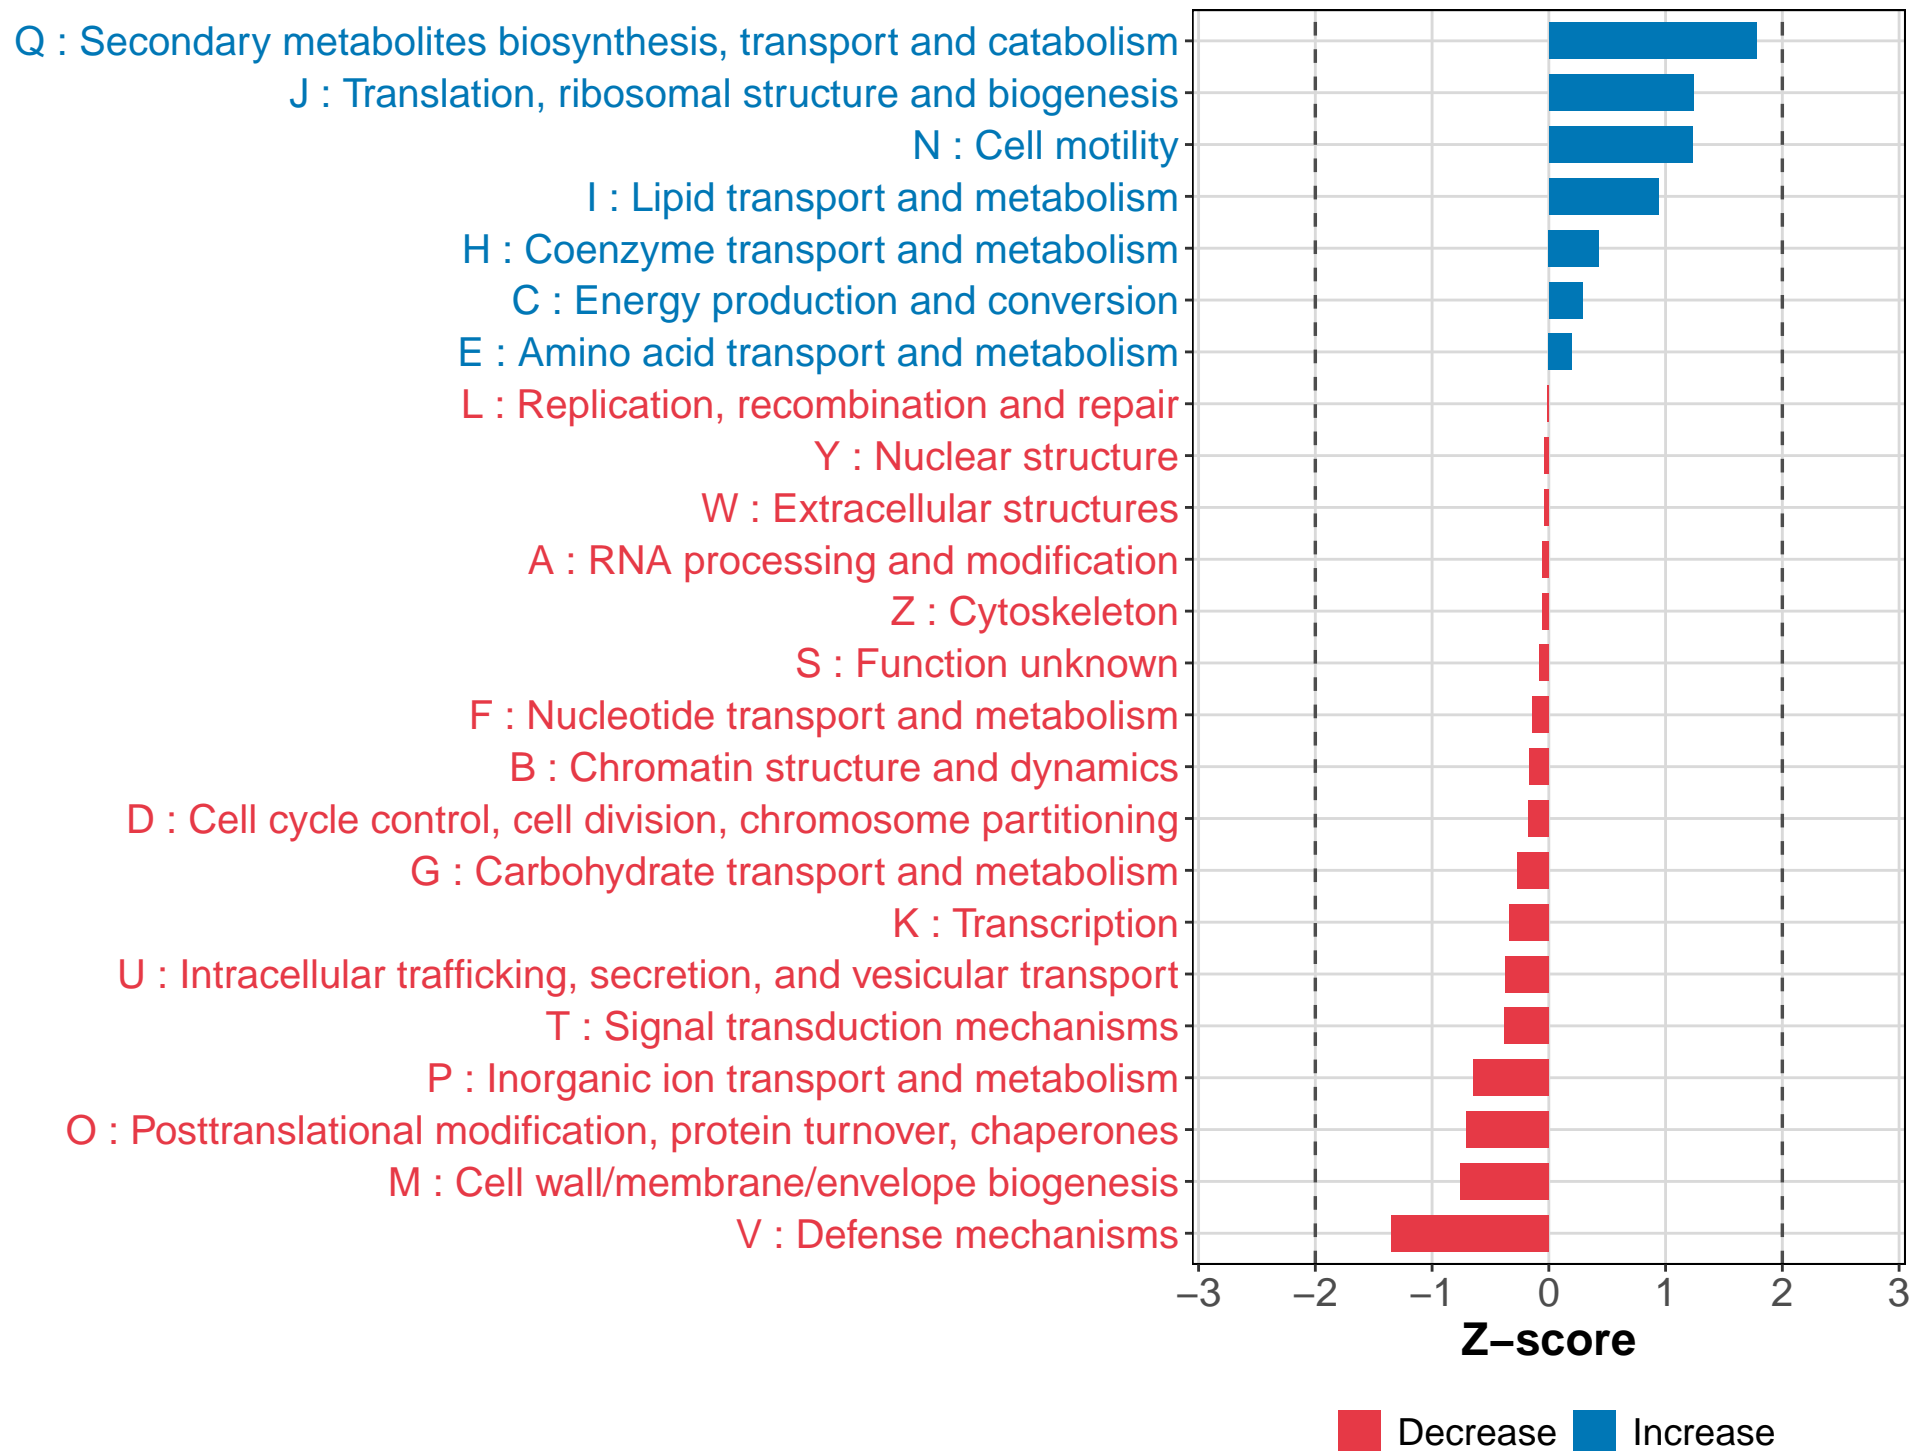 Q : Secondary metabolites biosynthesis, transport and catabolism
J : Translation, ribosomal structure and biogenesis
N : Cell motility
I : Lipid transport and metabolism
H : Coenzyme transport and metabolism
C : Energy production and conversion
E : Amino acid transport and metabolism
L : Replication, recombination and repair
Y : Nuclear structure
W : Extracellular structures
A : RNA processing and modification
Z : Cytoskeleton
S : Function unknown
F : Nucleotide transport and metabolism
B : Chromatin structure and dynamics
D : Cell cycle control, cell division, chromosome partitioning
G : Carbohydrate transport and metabolism
K : Transcription
U : Intracellular trafficking, secretion, and vesicular transport
T : Signal transduction mechanisms
P : Inorganic ion transport and metabolism
O : Posttranslational modification, protein turnover, chaperones
M : Cell wall/membrane/envelope biogenesis
V : Defense mechanisms
−3 −2 −1 0 1 2 3
Z−score
Decrease Increase